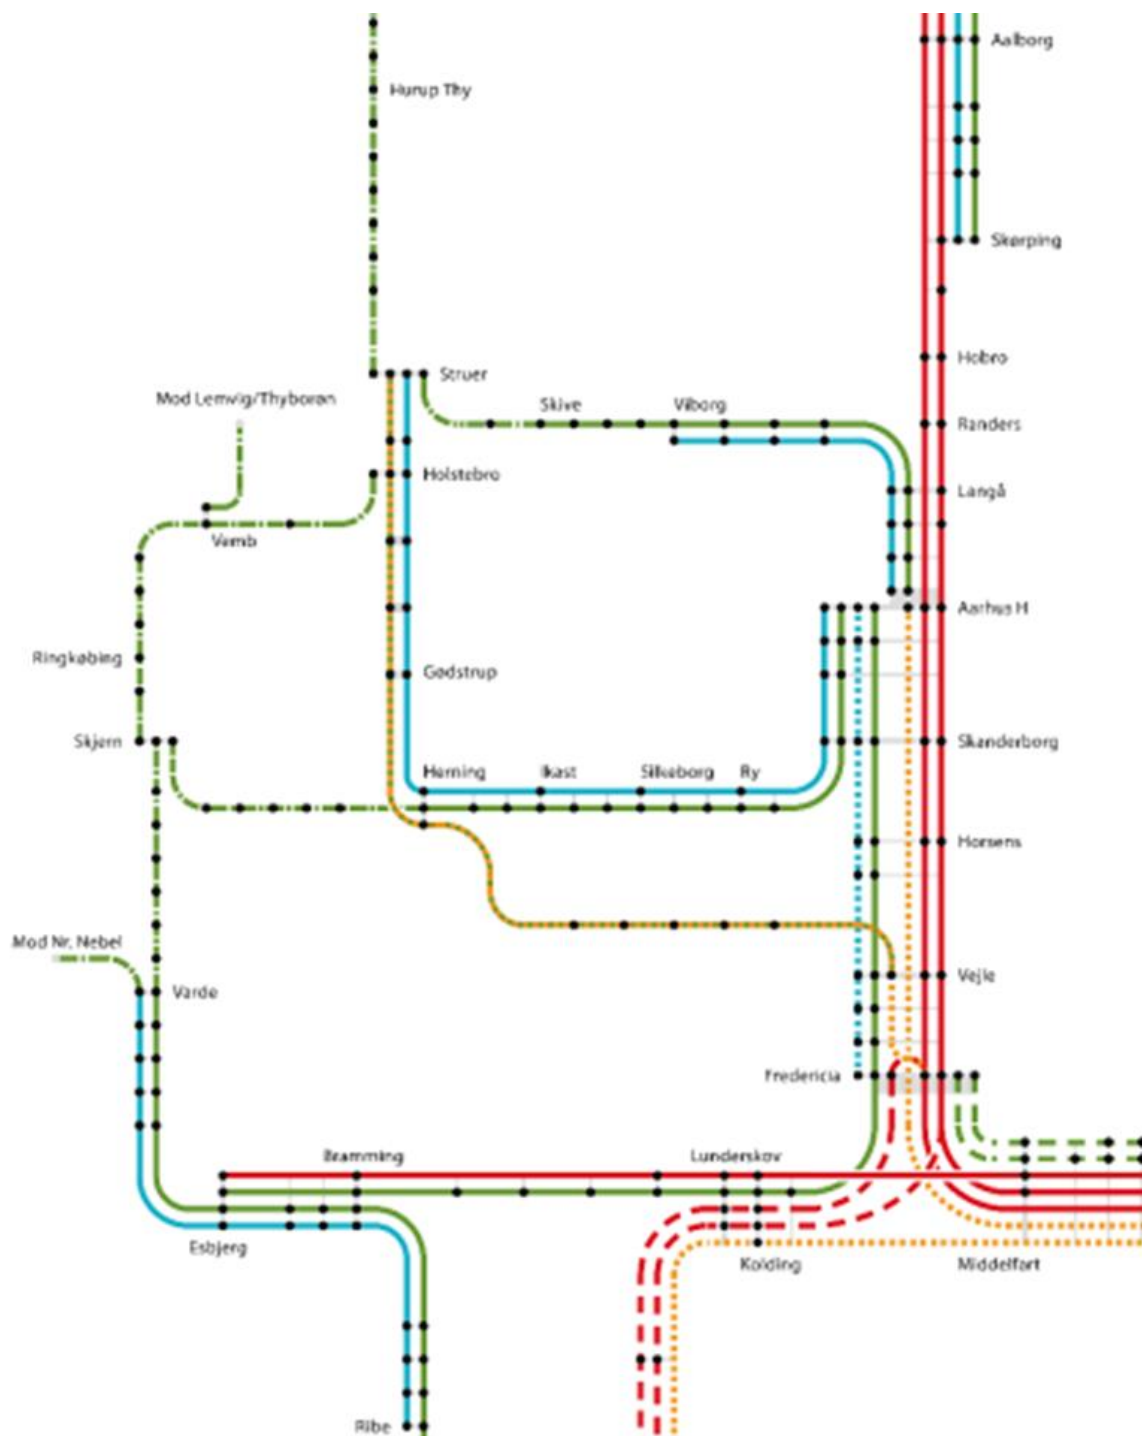 Aalborg
Hurup Thy
Skørping
Hobro
Struer
Mod Lemvig/Thyborøn
Skive
Viborg
Randers
Holstebro
Langå
Vemb
Aarhus H
Ringkøbing
Gødstrup
Skjern
Skanderborg
Herning
Ikast
Silkeborg
Ry
Horsens
Mod Nr. Nebel
Vejle
Varde
Fredericia
Bramming
Lunderskov
Esbjerg
Kolding
Middelfart
Ribe